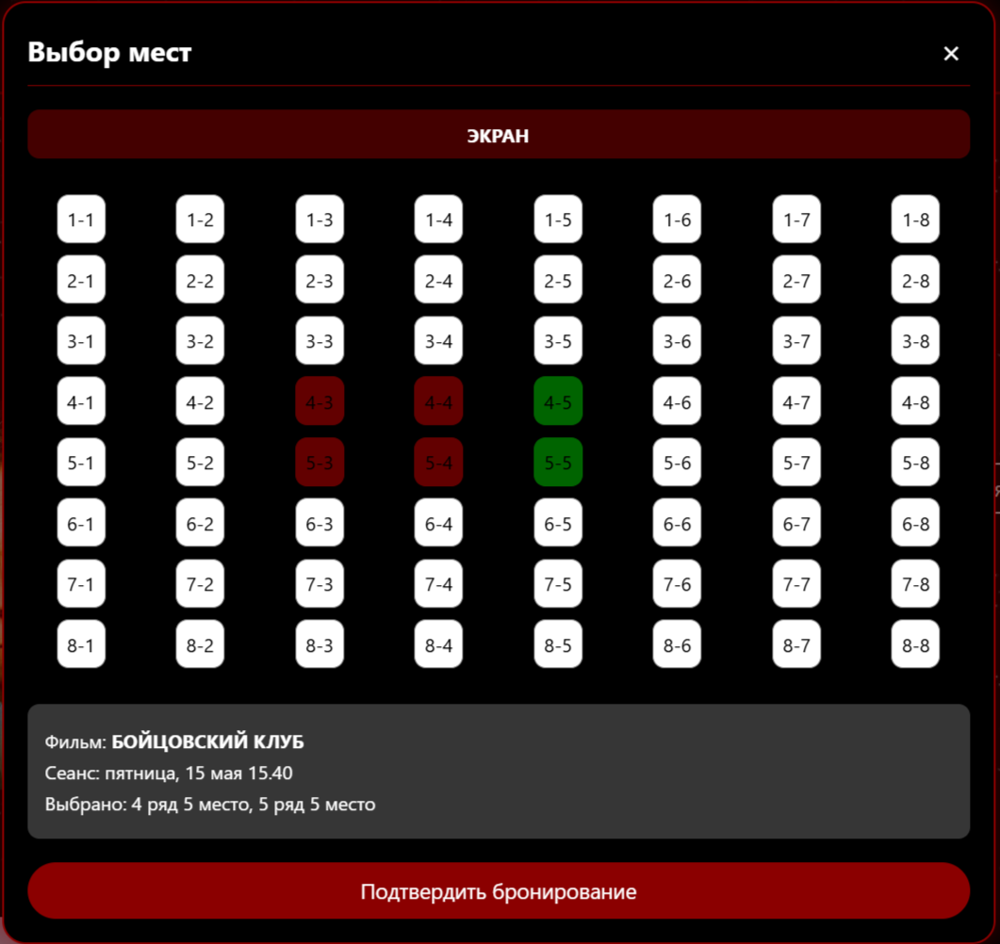 Выбор мест ×
ЭКРАН
1-1 1-2 1-3 1-4 1-5 1-6 1-7 1-8
2-1 2-2 2-3 2-4 2-5 2-6 2-7 2-8
3-1 3-2 3-3 3-4 3-5 3-6 3-7 3-8
4-1 4-2 4-3 4-4 4-5 4-6 4-7 4-8
5-1 5-2 5-3 5-4 5-5 5-6 5-7 5-8
6-1 6-2 6-3 6-4 6-5 6-6 6-7 6-8
7-1 7-2 7-3 7-4 7-5 7-6 7-7 7-8
8-1 8-2 8-3 8-4 8-5 8-6 8-7 8-8
Фильм: БОЙЦОВСКИЙ КЛУБ
Сеанс: пятница, 15 мая 15.40
Выбрано: 4 ряд 5 место, 5 ряд 5 место
Подтвердить бронирование